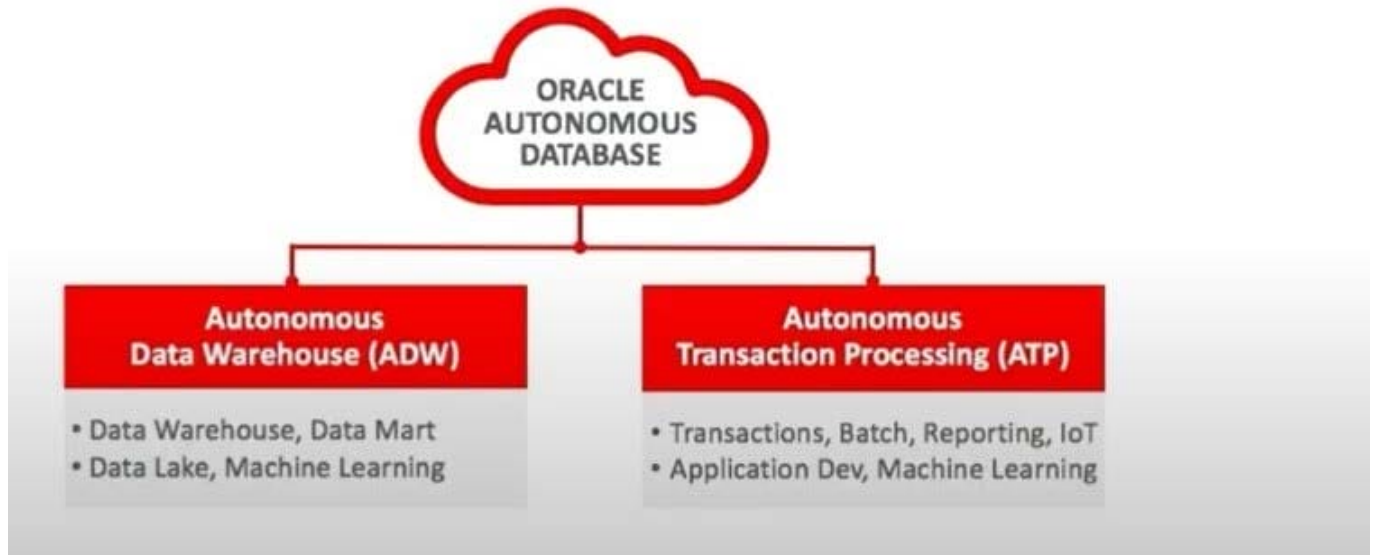 ORACLE
AUTONOMOUS
DATABASE
Autonomous
Data Warehouse (ADW)
• Data Warehouse, Data Mart
• Data Lake, Machine Learning
Autonomous
Transaction Processing (ATP)
• Transactions, Batch, Reporting, IoT
• Application Dev, Machine Learning